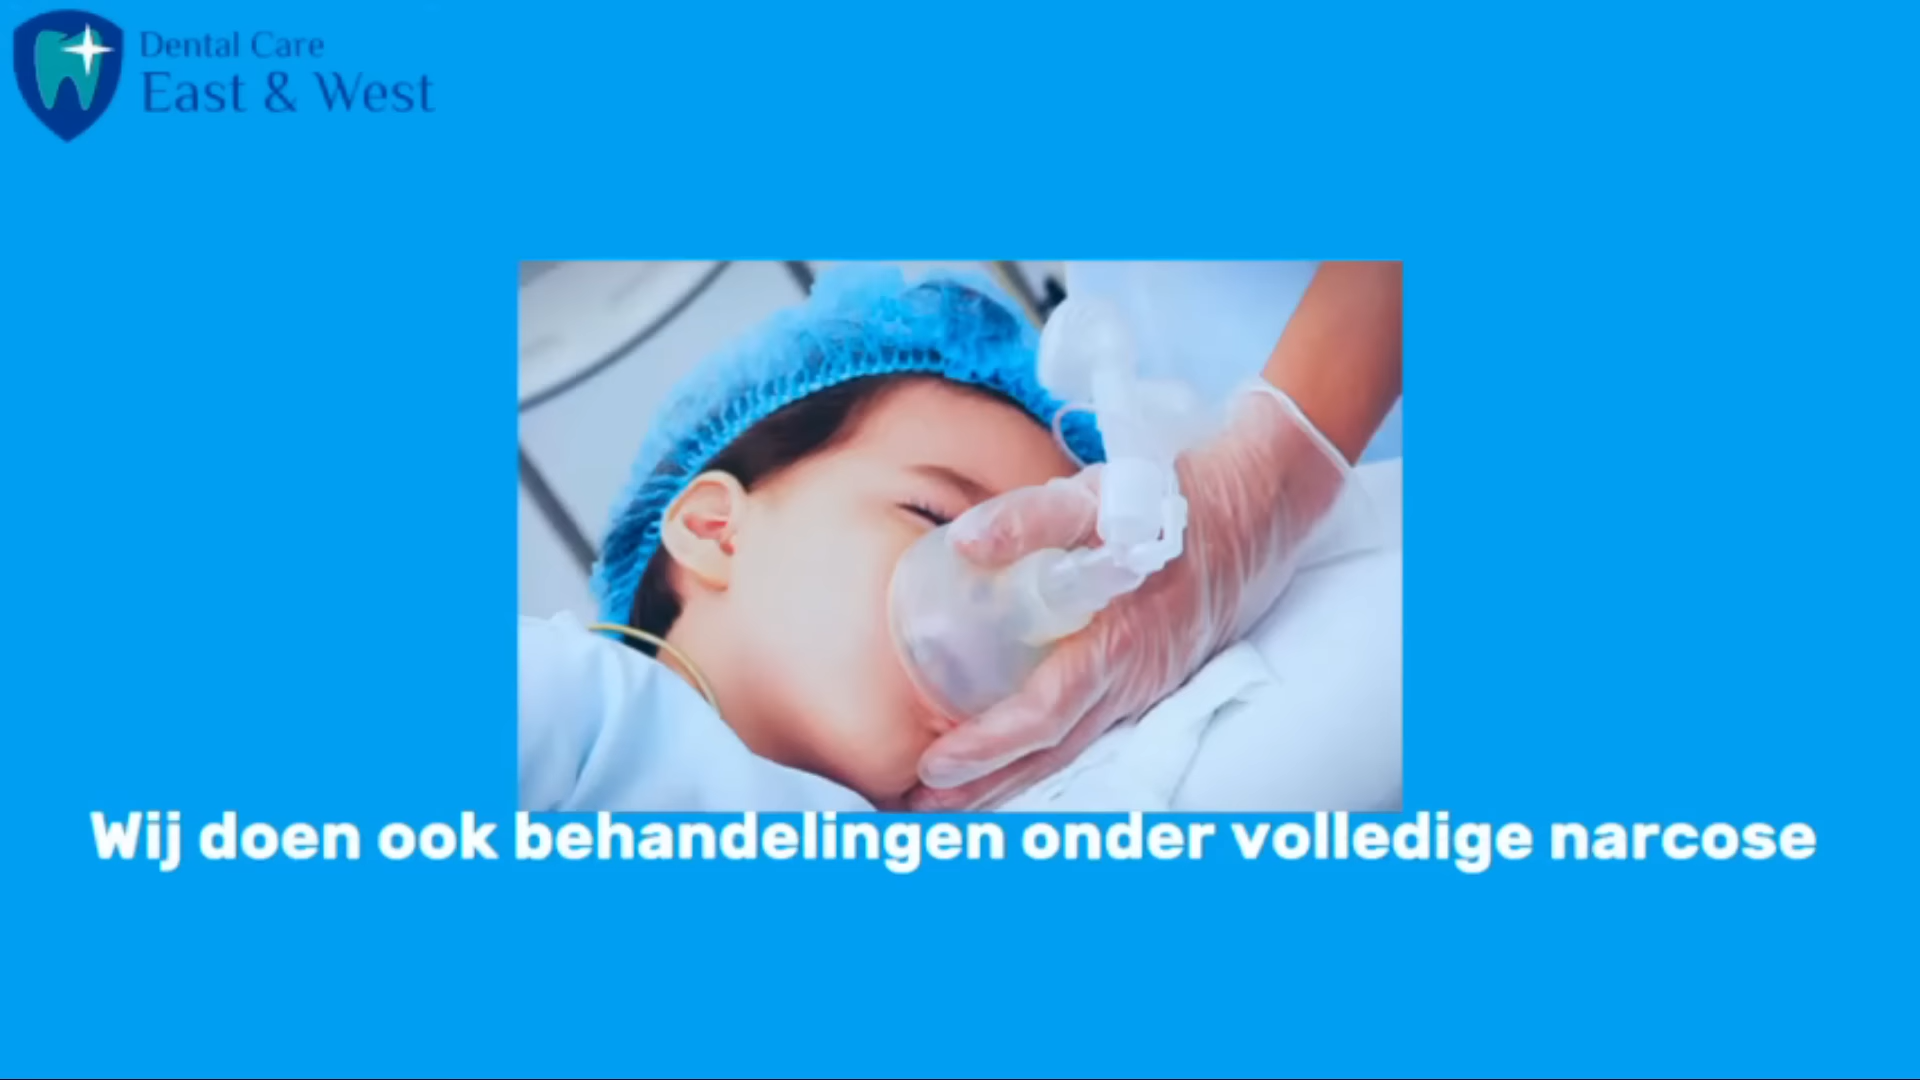 Dental Care
East & West
Wij doen ook behandelingen onder volledige narcose